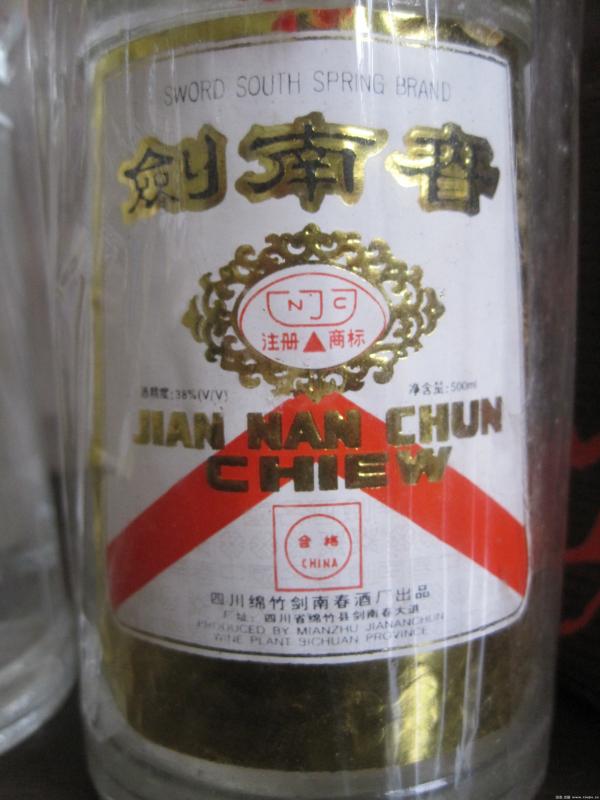 SWORD SOUTH SPRING BRAND
劍南春
N J C
注册 商标
酒精度:38%(V/V) 净含量:500ml
JIAN NAN CHUN
CHIEW
合格
CHINA
四川绵竹剑南春酒厂出品
厂址:四川省绵竹县剑南春大道
PRODUCED BY MIANZHU JIANANCHUN
WINE PLANT SICHUAN PROVINCE